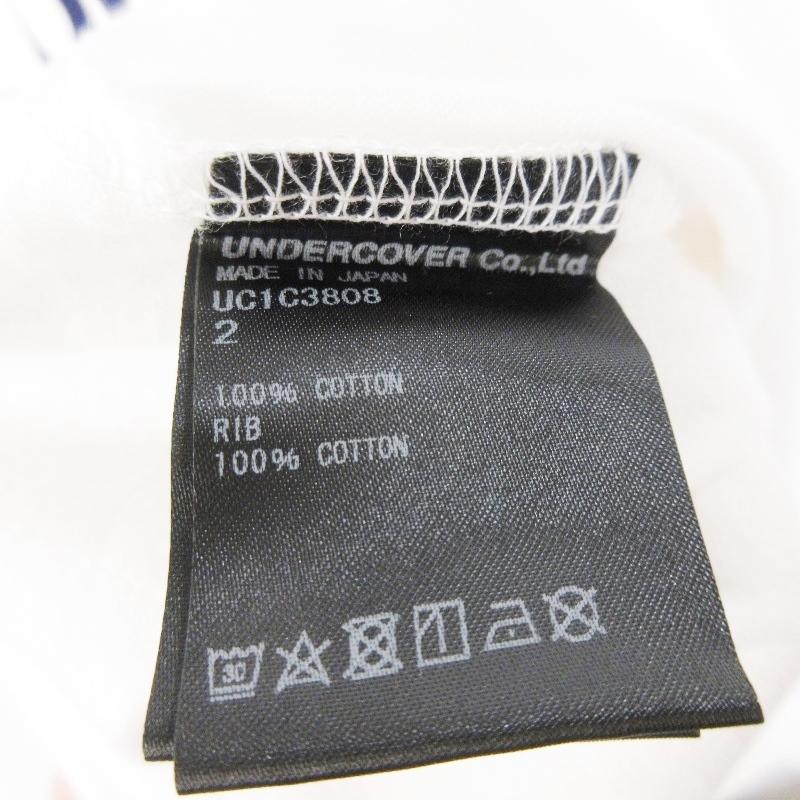 UNDERCOVER Co.,Ltd
MADE IN JAPAN
UC1C3808
2
100% COTTON
RIB
100% COTTON
30